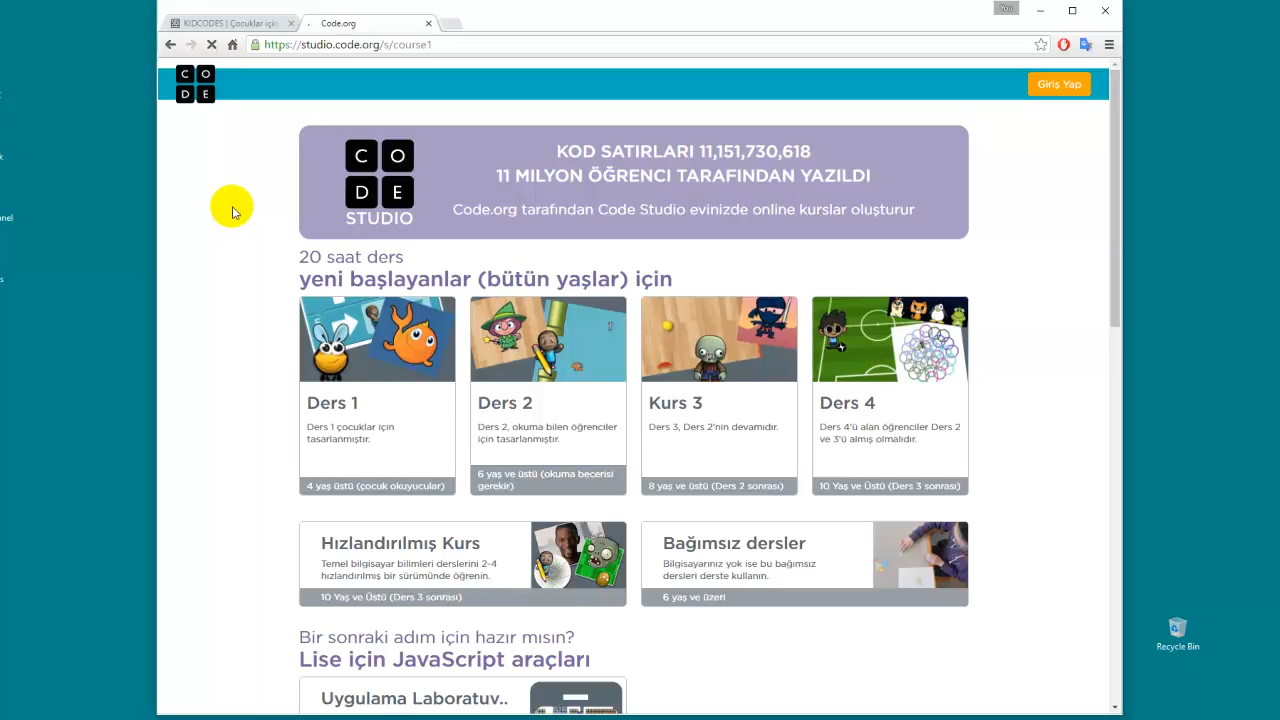 You
KIDCODES | Çocuklar için
Code.org
https://studio.code.org/s/course1
C O
D E
Giriş Yap
C O
D E
STUDIO
KOD SATIRLARI 11,151,730,618
11 MILYON ÖĞRENCI TARAFINDAN YAZILDI
Code.org tarafından Code Studio evinizde online kurslar oluşturur
20 saat ders
yeni başlayanlar (bütün yaşlar) için
Ders 1
Ders 1 çocuklar için
tasarlanmıştır.
4 yaş üstü (çocuk okuyucular)
Ders 2
Ders 2, okuma bilen öğrenciler
için tasarlanmıştır.
6 yaş ve üstü (okuma becerisi
gerekir)
Kurs 3
Ders 3, Ders 2'nin devamıdır.
8 yaş ve üstü (Ders 2 sonrası)
Ders 4
Ders 4'ü alan öğrenciler Ders 2
ve 3'ü almış olmalıdır.
10 Yaş ve Üstü (Ders 3 sonrası)
Hızlandırılmış Kurs
Temel bilgisayar bilimleri derslerini 2-4
hızlandırılmış bir sürümünde öğrenin.
10 Yaş ve Üstü (Ders 3 sonrası)
Bağımsız dersler
Bilgisayarınız yok ise bu bağımsız
dersleri derste kullanın.
6 yaş ve üzeri
Bir sonraki adım için hazır mısın?
Lise için JavaScript araçları
Uygulama Laboratuv..
Recycle Bin